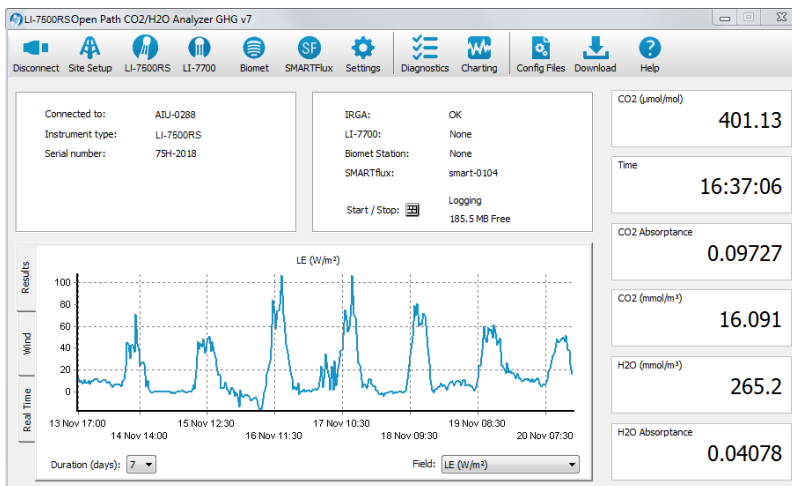 LI-7500RSOpen Path CO2/H2O Analyzer GHG v7
Disconnect Site Setup LI-7500RS LI-7700 Biomet SMARTFlux Settings Diagnostics Charting Config Files Download Help
SF
Connected to: AIU-0288
Instrument type: LI-7500RS
Serial number: 75H-2018
IRGA: OK
LI-7700: None
Biomet Station: None
SMARTflux: smart-0104
Start / Stop: Logging
185.5 MB Free
CO2 (µmol/mol)
401.13
Time
16:37:06
CO2 Absorptance
0.09727
CO2 (mmol/m³)
16.091
H2O (mmol/m³)
265.2
H2O Absorptance
0.04078
Results
Wind
Real Time
LE (W/m²)
100
80
60
40
20
0
13 Nov 17:00 15 Nov 12:30 17 Nov 10:30 19 Nov 08:30
14 Nov 14:00 16 Nov 11:30 18 Nov 09:30 20 Nov 07:30
Duration (days): 7 Field: LE (W/m²)